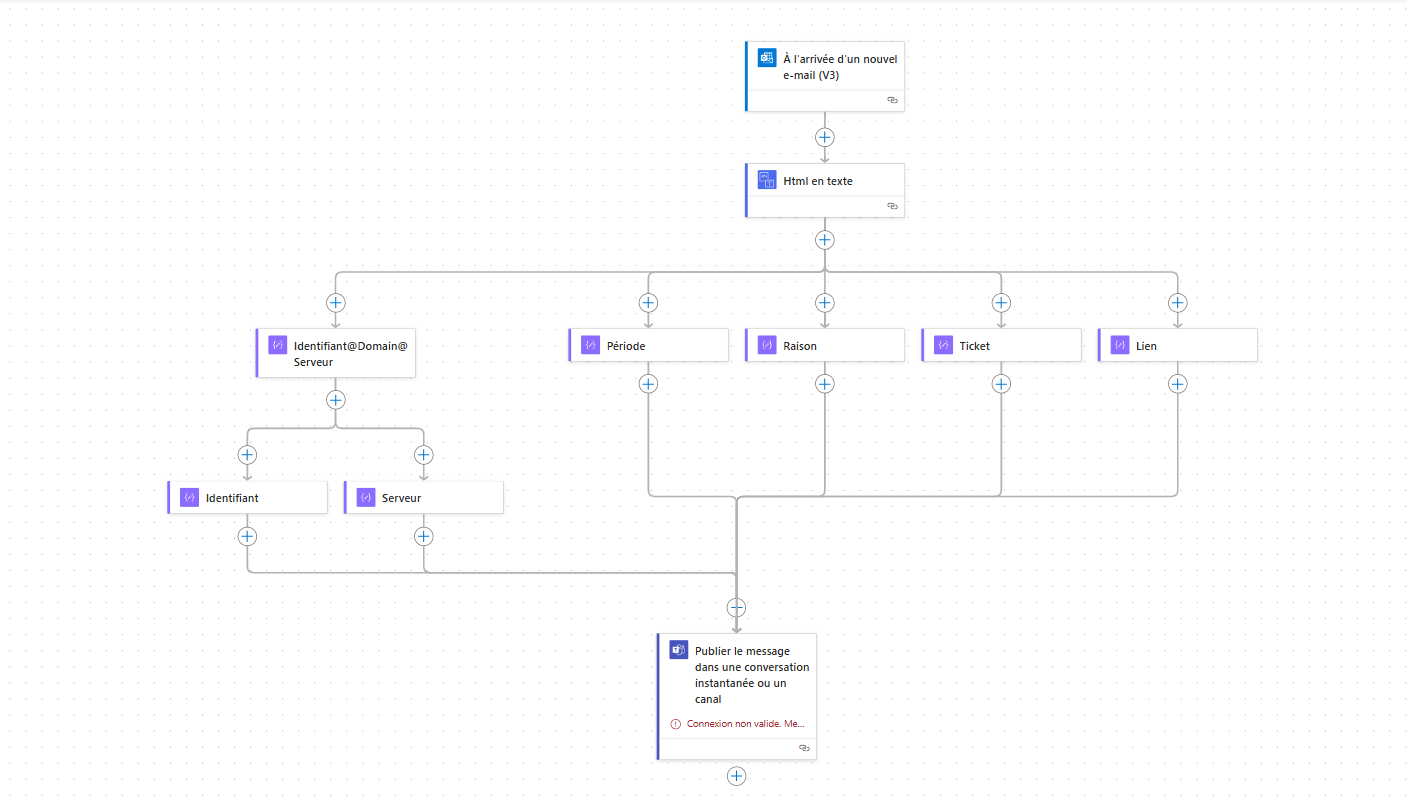 À l'arrivée d'un nouvel
e-mail (V3)
Html en texte
Identifiant@Domain@
Serveur
Période
Raison
Ticket
Lien
Identifiant
Serveur
Publier le message
dans une conversation
instantanée ou un
canal
Connexion non valide. Me...